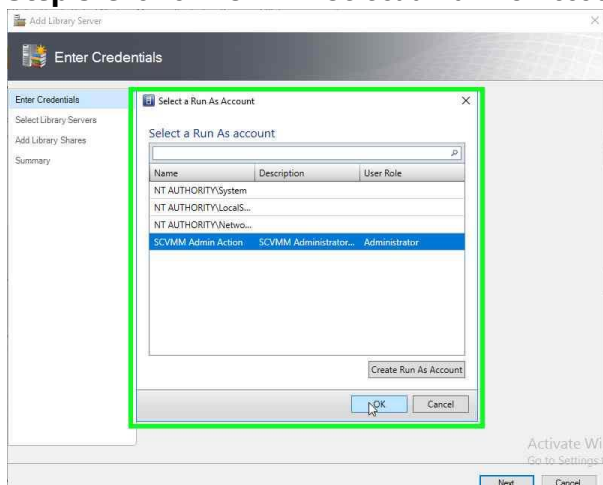 Add Library Server
Enter Credentials
Enter Credentials
Select Library Servers
Add Library Shares
Summary
Select a Run As Account
Select a Run As account
Name Description User Role
NT AUTHORITY\System
NT AUTHORITY\LocalS...
NT AUTHORITY\Netwo...
SCVMM Admin Action SCVMM Administrator... Administrator
Create Run As Account
OK Cancel
Activate Wi
Go to Settings
Next Cancel